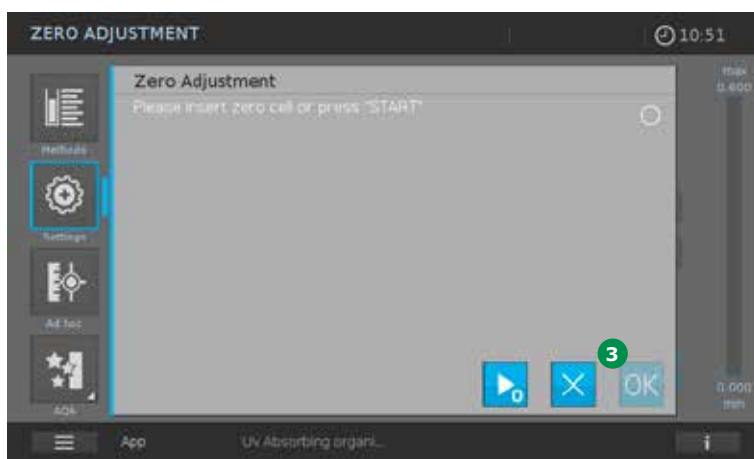 ZERO ADJUSTMENT
10:51
Zero Adjustment
Please insert zero cell or press "START"
max
0.600
Methods
Settings
Ad hoc
AQA
3
0
OK
0.000
min
App
Uv Absorbing organi...
i